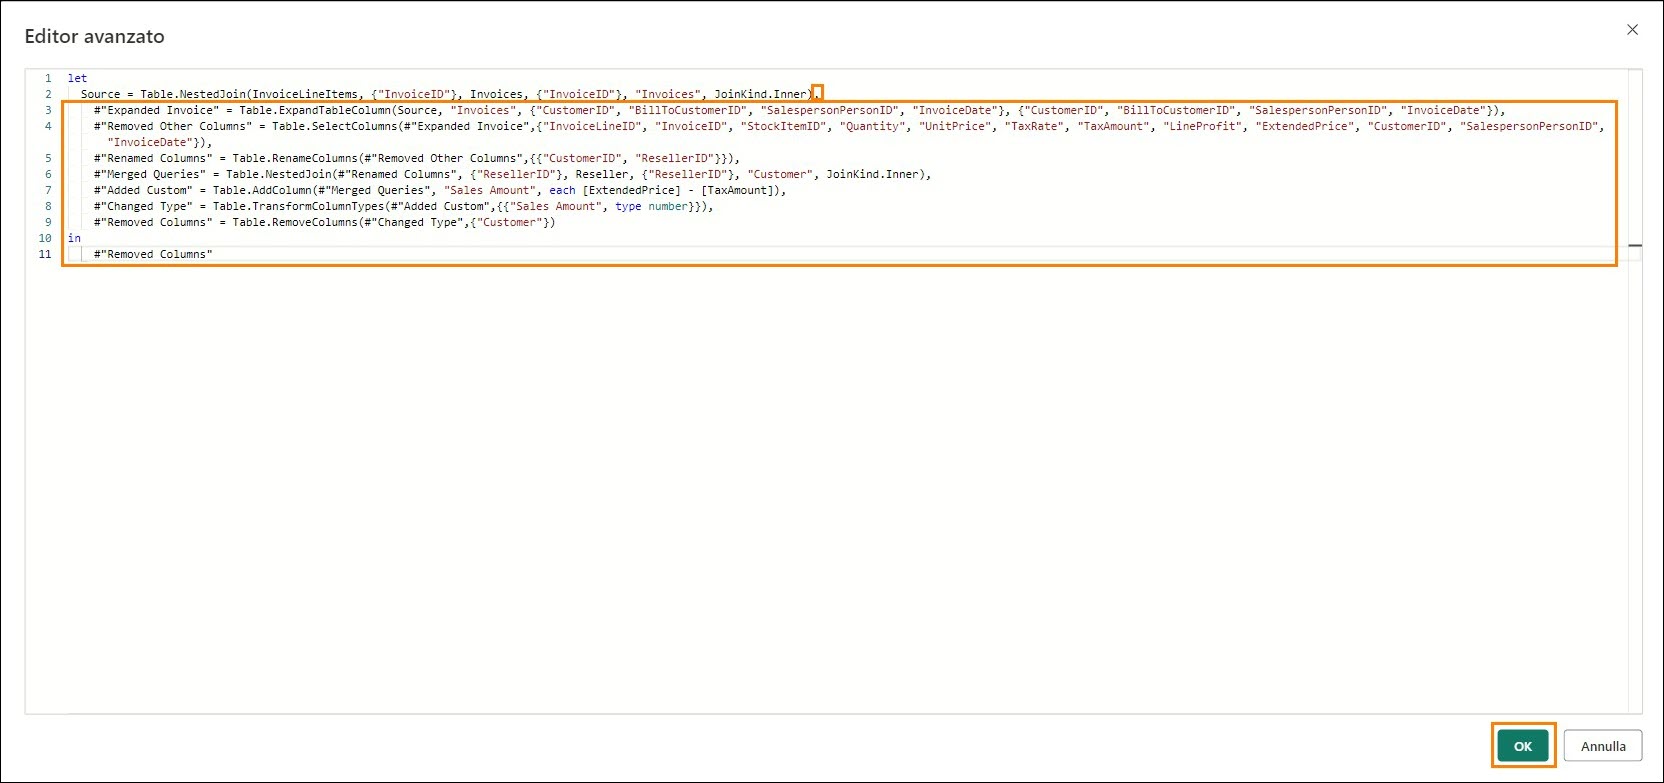 Editor avanzato
1 let
2 Source = Table.NestedJoin(InvoiceLineItems, {"InvoiceID"}, Invoices, {"InvoiceID"}, "Invoices", JoinKind.Inner),
3 #"Expanded Invoice" = Table.ExpandTableColumn(Source, "Invoices", {"CustomerID", "BillToCustomerID", "SalespersonPersonID", "InvoiceDate"}, {"CustomerID", "BillToCustomerID", "SalespersonPersonID", "InvoiceDate"}),
4 #"Removed Other Columns" = Table.SelectColumns(#"Expanded Invoice",{"InvoiceLineID", "InvoiceID", "StockItemID", "Quantity", "UnitPrice", "TaxRate", "TaxAmount", "LineProfit", "ExtendedPrice", "CustomerID", "SalespersonPersonID",
"InvoiceDate"}),
5 #"Renamed Columns" = Table.RenameColumns(#"Removed Other Columns",{{"CustomerID", "ResellerID"}}),
6 #"Merged Queries" = Table.NestedJoin(#"Renamed Columns", {"ResellerID"}, Reseller, {"ResellerID"}, "Customer", JoinKind.Inner),
7 #"Added Custom" = Table.AddColumn(#"Merged Queries", "Sales Amount", each [ExtendedPrice] - [TaxAmount]),
8 #"Changed Type" = Table.TransformColumnTypes(#"Added Custom",{{"Sales Amount", type number}}),
9 #"Removed Columns" = Table.RemoveColumns(#"Changed Type",{"Customer"})
10 in
11 #"Removed Columns"
OK Annulla